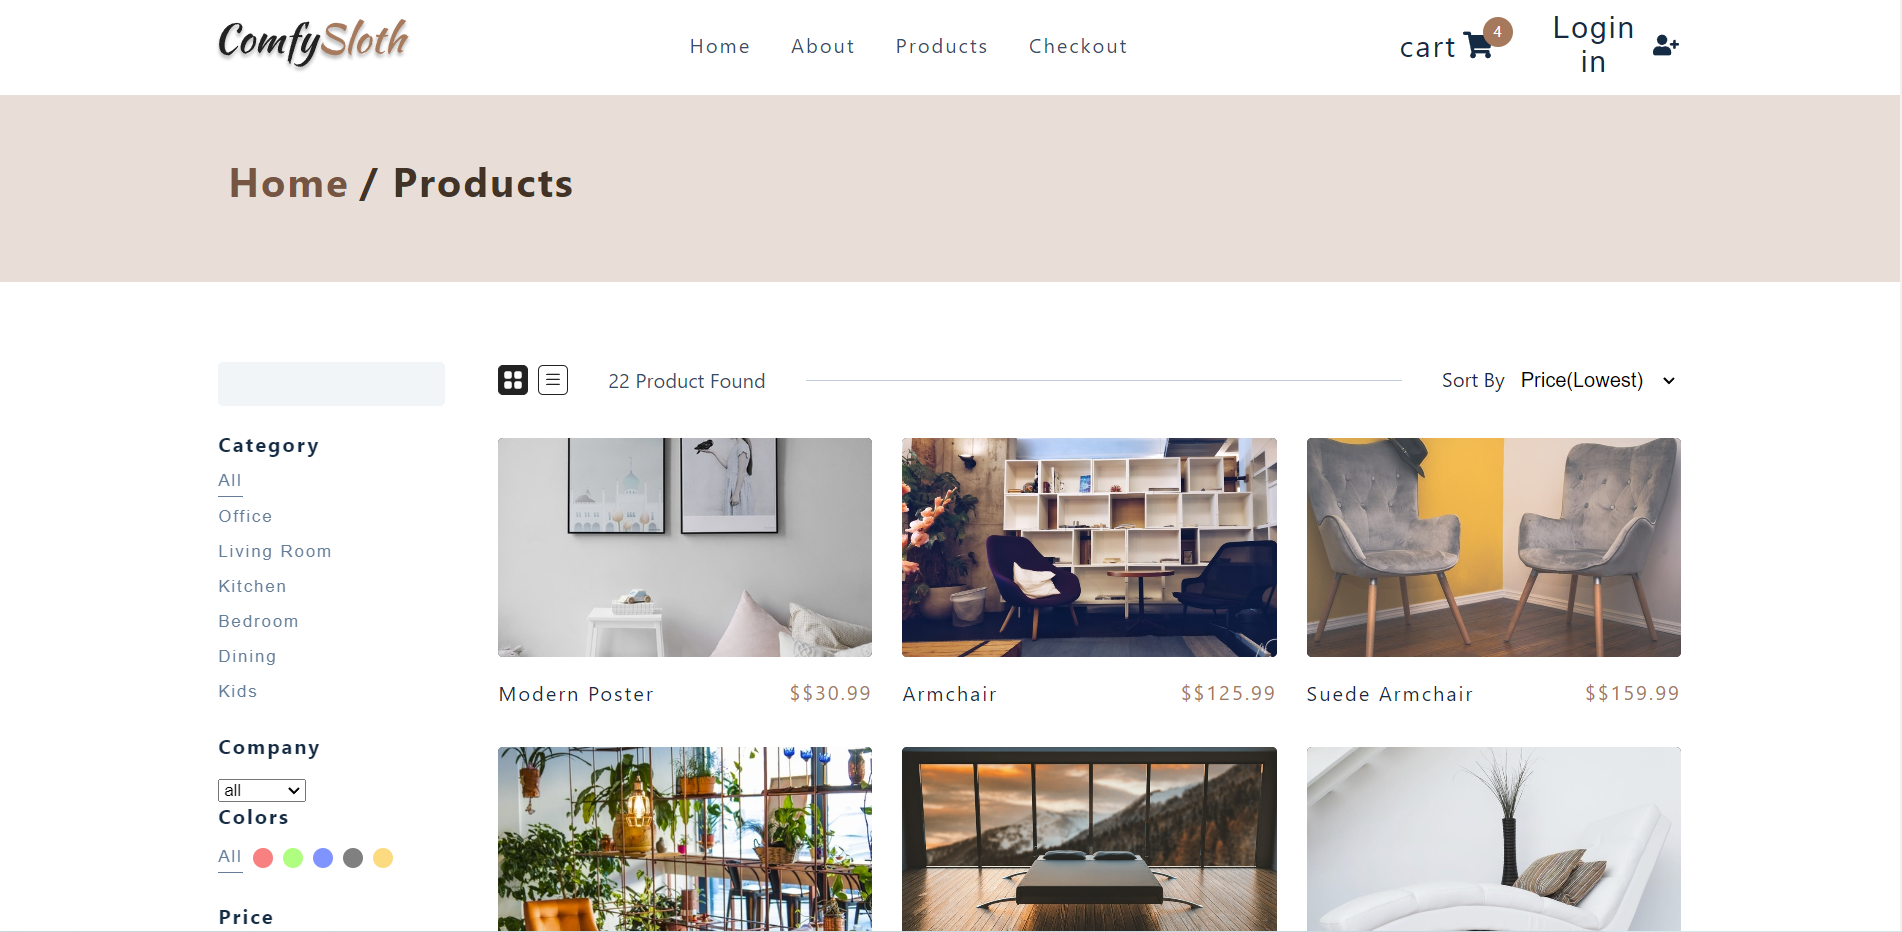 ComfySloth
Home About Products Checkout
cart 4
Login
in
Home / Products
22 Product Found
Sort By Price(Lowest)
Category
All
Office
Living Room
Kitchen
Bedroom
Dining
Kids
Company
all
Colors
All
Price
Modern Poster $$30.99
Armchair $$125.99
Suede Armchair $$159.99